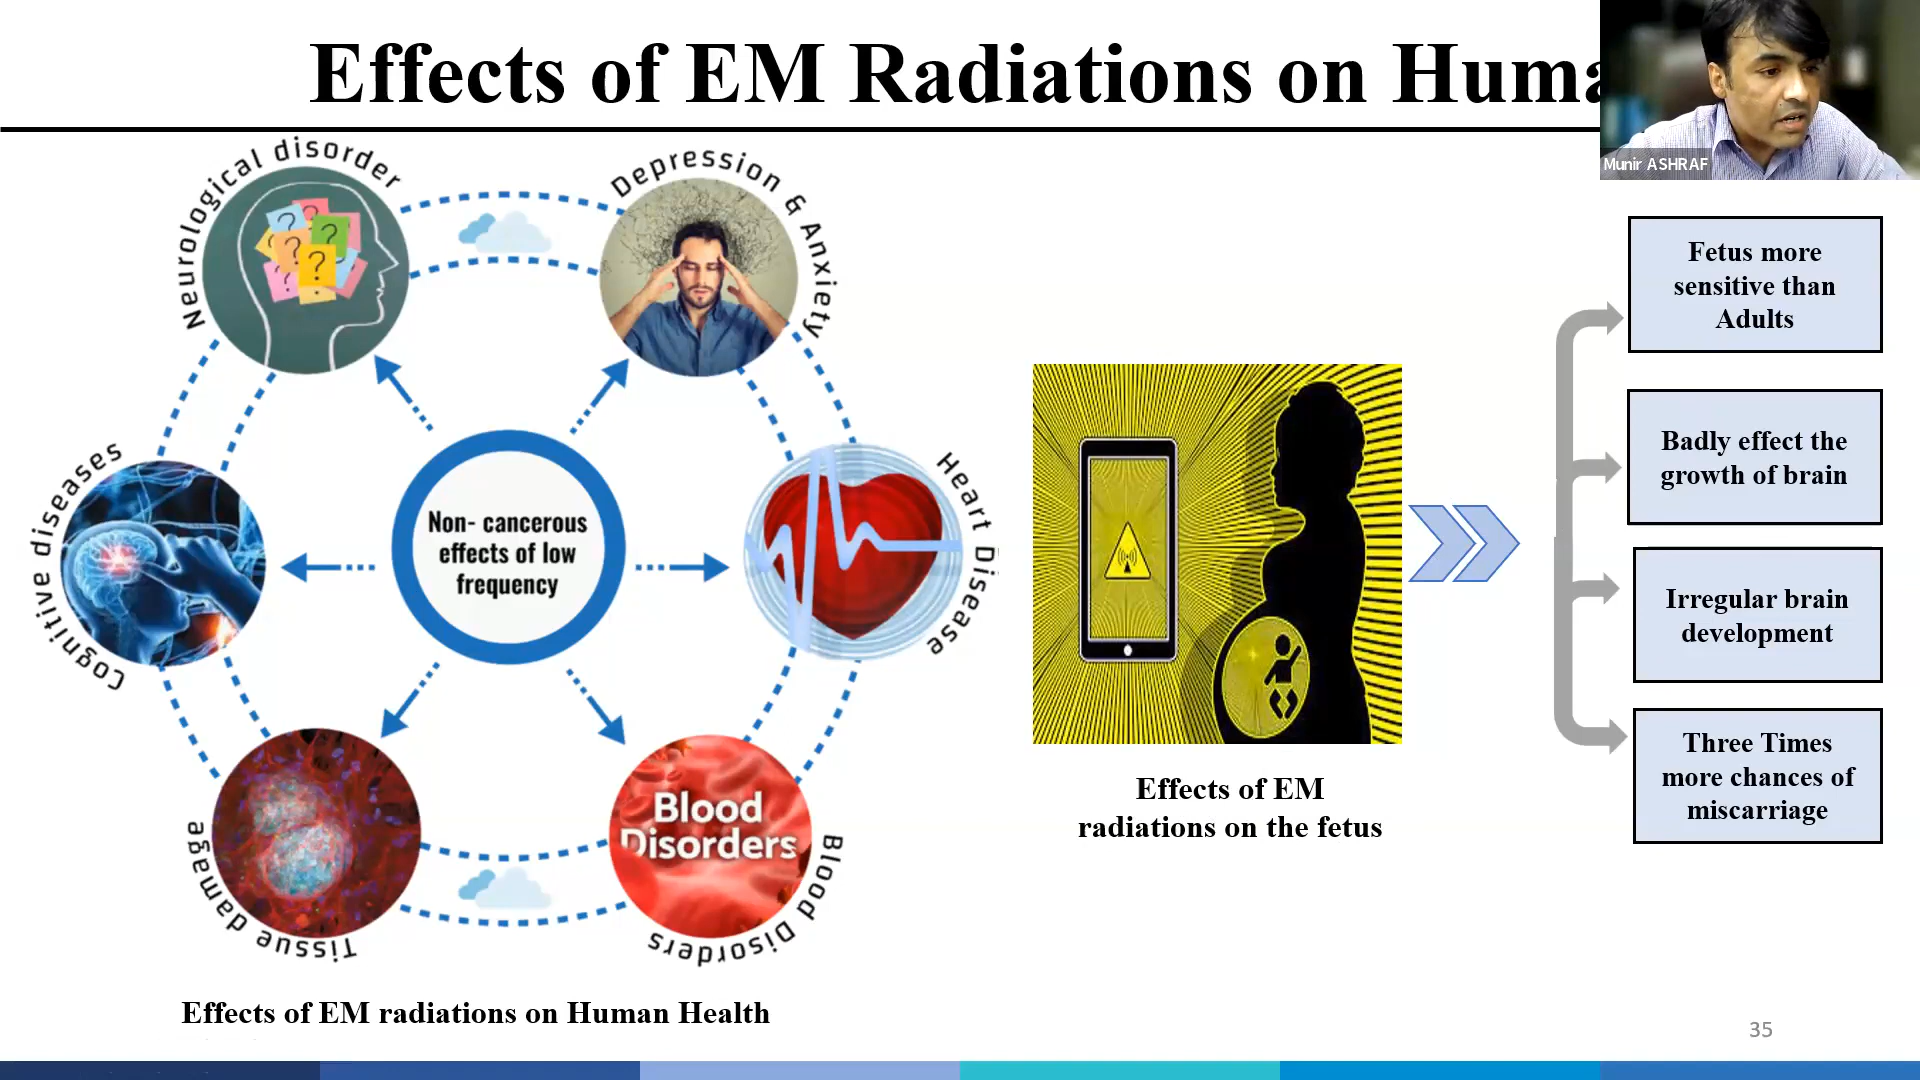 Effects of EM Radiations on Huma
Munir ASHRAF
Neurological disorder
Depression & Anxiety
Heart Disease
Blood Disorders
Tissue damage
Cognitive diseases
? ? ? ? ? ?
Non- cancerous
effects of low
frequency
Blood
Disorders
Effects of EM radiations on Human Health
Effects of EM
radiations on the fetus
Fetus more
sensitive than
Adults
Badly effect the
growth of brain
Irregular brain
development
Three Times
more chances of
miscarriage
35